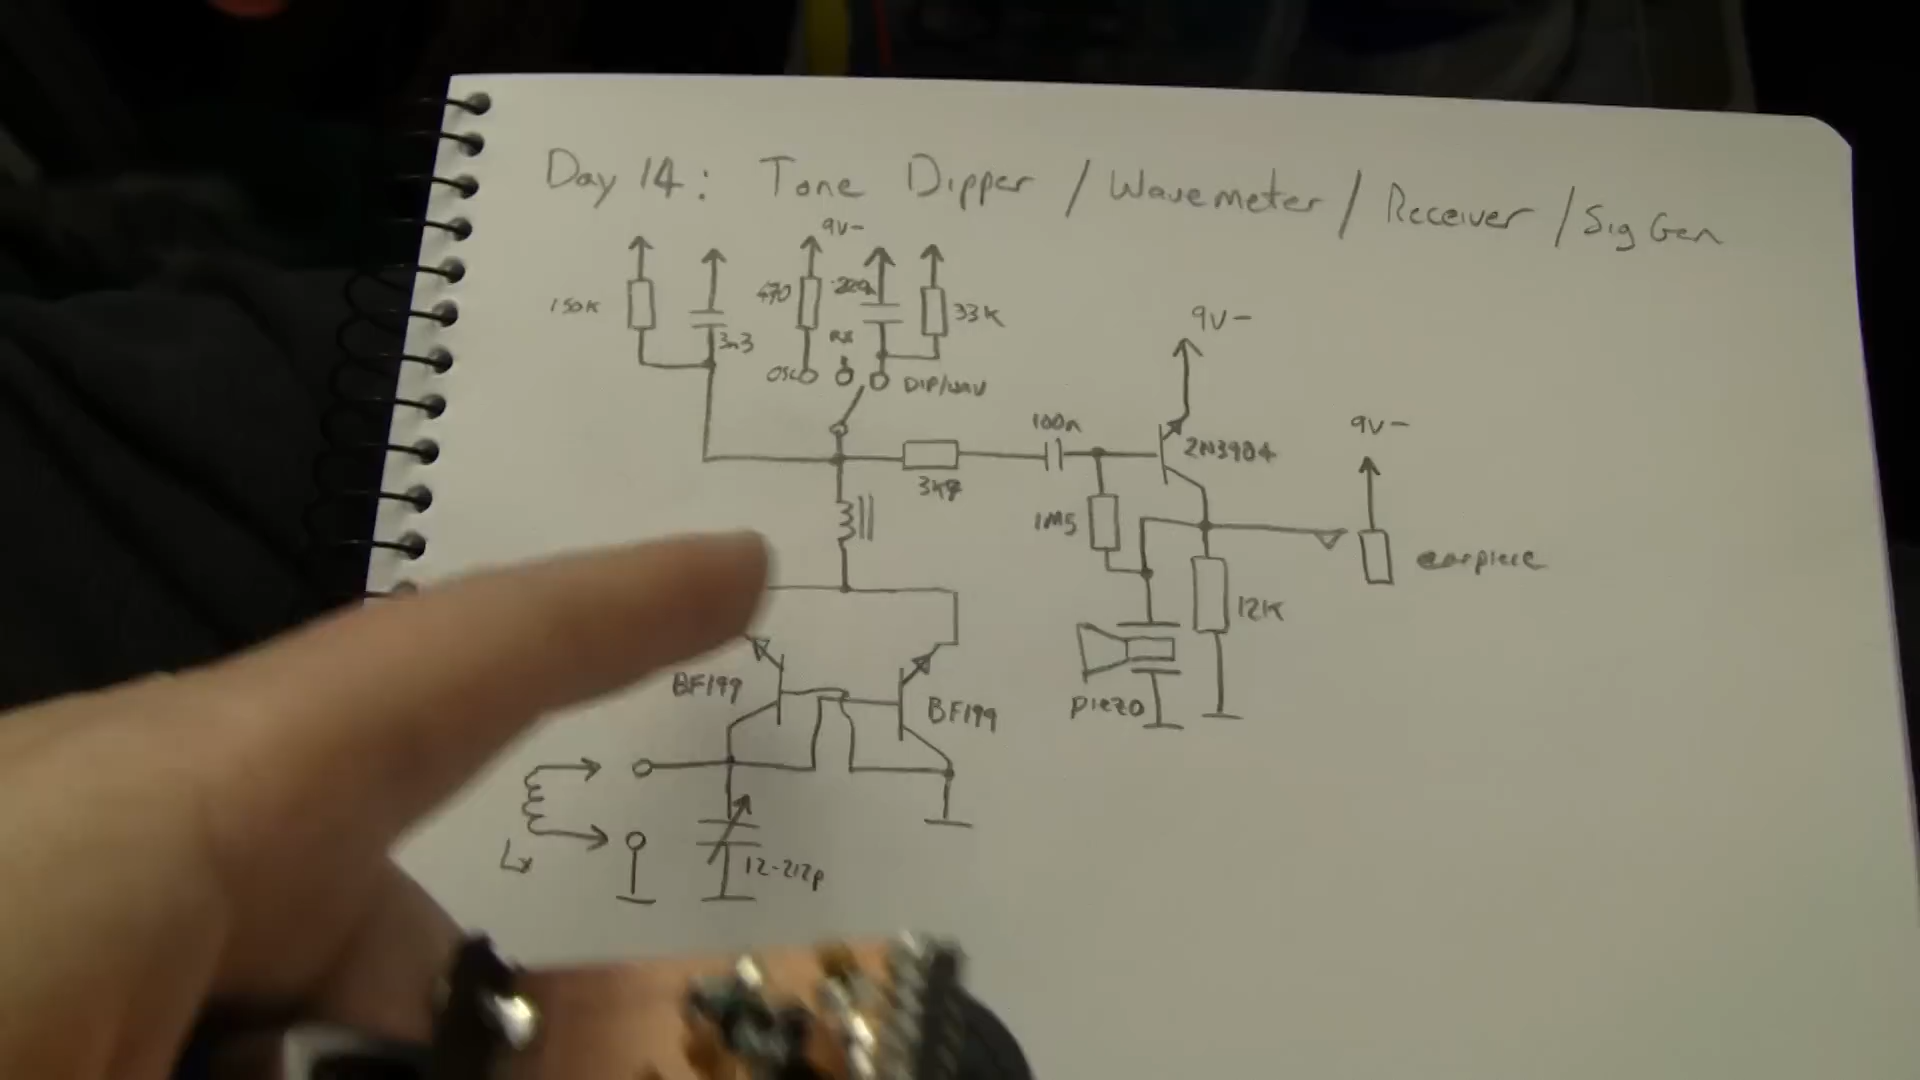 Day 14: Tone Dipper / Wavemeter / Receiver / Sig Gen
9V-
150K
3n3
470
220n
33K
RX
OSC
DIP/WAV
9V-
100n
2N3904
9V-
1M5
earpiece
12K
piezo
BF199
BF199
Lx
12-212p